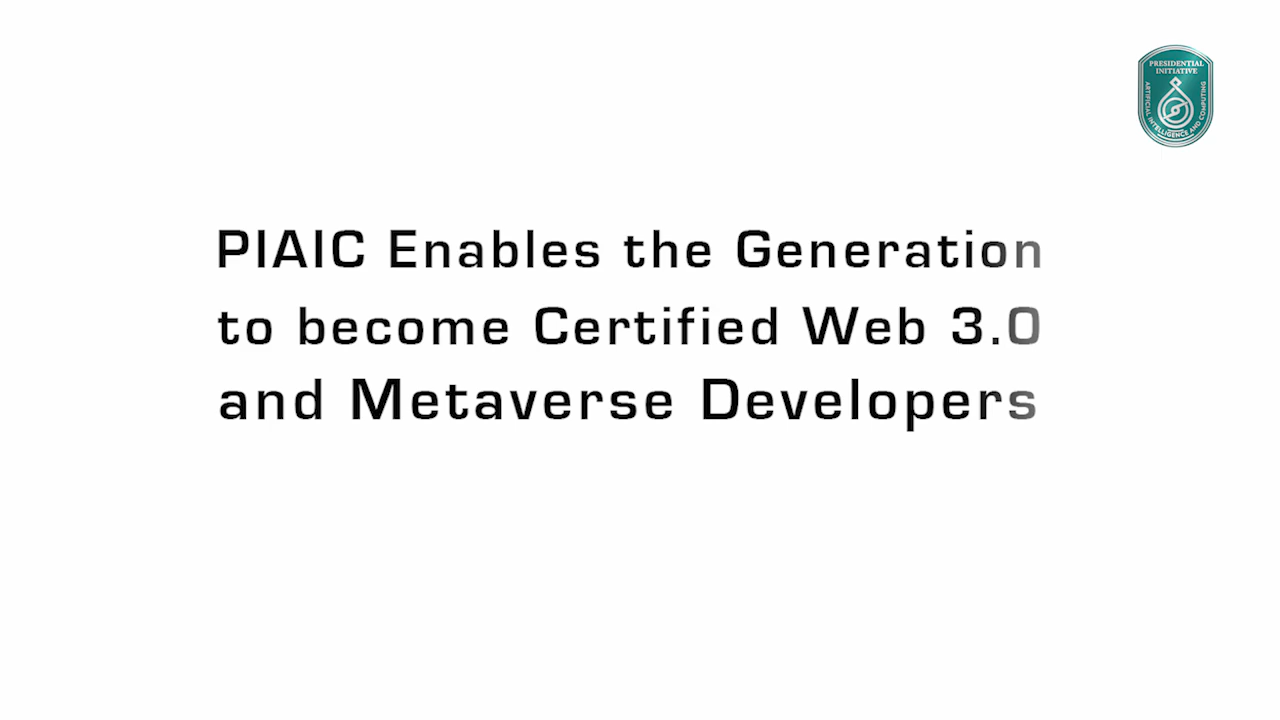 PRESIDENTIAL
INITIATIVE
ARTIFICIAL INTELLIGENCE AND COMPUTING
PIAIC Enables the Generation
to become Certified Web 3.0
and Metaverse Developers